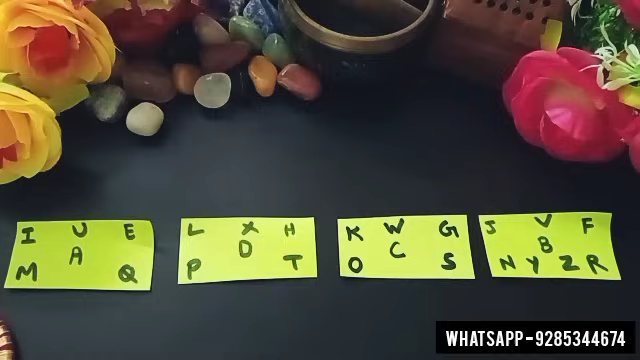 I U E
A
M Q
L X H
D
P T
K W G
C
O S
J V F
B
N Y Z R
WHATSAPP-9285344674